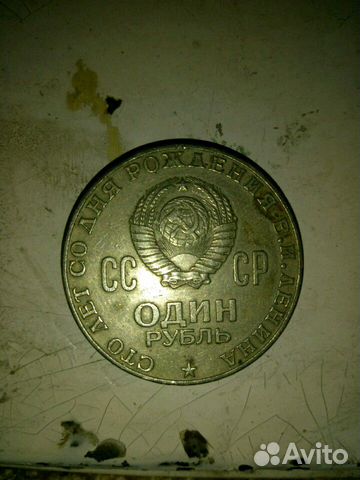 СТО ЛЕТ СО ДНЯ РОЖДЕНИЯ В.И.ЛЕНИНА
СС СР
ОДИН
РУБЛЬ
Avito